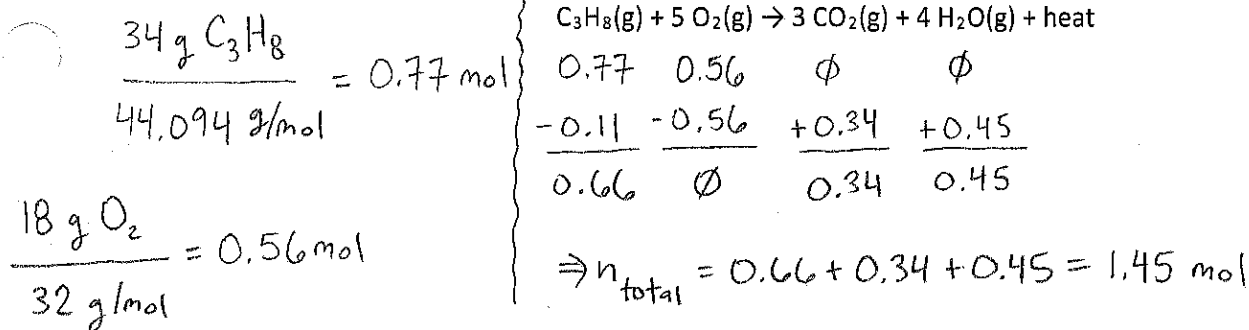 34 g C₃H₈
44.094 g/mol
= 0.77 mol
18 g O₂
32 g/mol
= 0.56 mol
C₃H₈(g) + 5 O₂(g) → 3 CO₂(g) + 4 H₂O(g) + heat
0.77 0.56 ∅ ∅
-0.11 -0.56 +0.34 +0.45
0.66 ∅ 0.34 0.45
⇒ n total = 0.66 + 0.34 + 0.45 = 1.45 mol